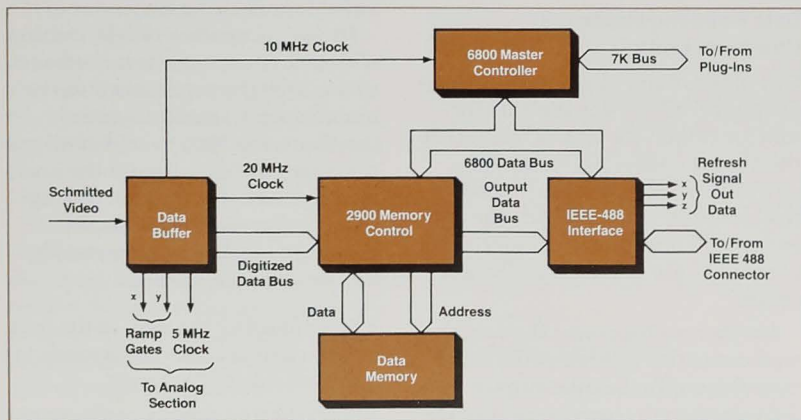 10 MHz Clock
6800 Master
Controller
7K Bus
To/From
Plug-Ins
6800 Data Bus
Schmitted
Video
Data
Buffer
20 MHz
Clock
2900 Memory
Control
Output
Data
Bus
IEEE-488
Interface
x
y
z
Refresh
Signal
Out
Data
Digitized
Data Bus
To/From
IEEE 488
Connector
x
y
Ramp
Gates
5 MHz
Clock
To Analog
Section
Data
Address
Data
Memory